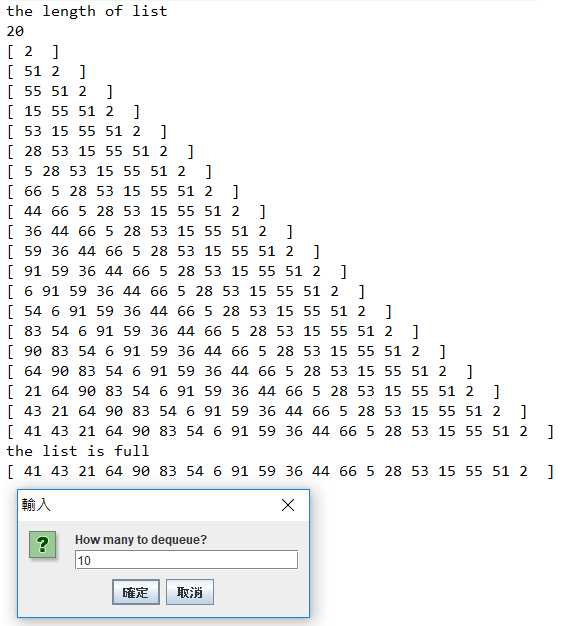 the length of list
20
[ 2  ]
[ 51 2  ]
[ 55 51 2  ]
[ 15 55 51 2  ]
[ 53 15 55 51 2  ]
[ 28 53 15 55 51 2  ]
[ 5 28 53 15 55 51 2  ]
[ 66 5 28 53 15 55 51 2  ]
[ 44 66 5 28 53 15 55 51 2  ]
[ 36 44 66 5 28 53 15 55 51 2  ]
[ 59 36 44 66 5 28 53 15 55 51 2  ]
[ 91 59 36 44 66 5 28 53 15 55 51 2  ]
[ 6 91 59 36 44 66 5 28 53 15 55 51 2  ]
[ 54 6 91 59 36 44 66 5 28 53 15 55 51 2  ]
[ 83 54 6 91 59 36 44 66 5 28 53 15 55 51 2  ]
[ 90 83 54 6 91 59 36 44 66 5 28 53 15 55 51 2  ]
[ 64 90 83 54 6 91 59 36 44 66 5 28 53 15 55 51 2  ]
[ 21 64 90 83 54 6 91 59 36 44 66 5 28 53 15 55 51 2  ]
[ 43 21 64 90 83 54 6 91 59 36 44 66 5 28 53 15 55 51 2  ]
[ 41 43 21 64 90 83 54 6 91 59 36 44 66 5 28 53 15 55 51 2  ]
the list is full
[ 41 43 21 64 90 83 54 6 91 59 36 44 66 5 28 53 15 55 51 2  ]
輸入
How many to dequeue?
10
確定 取消